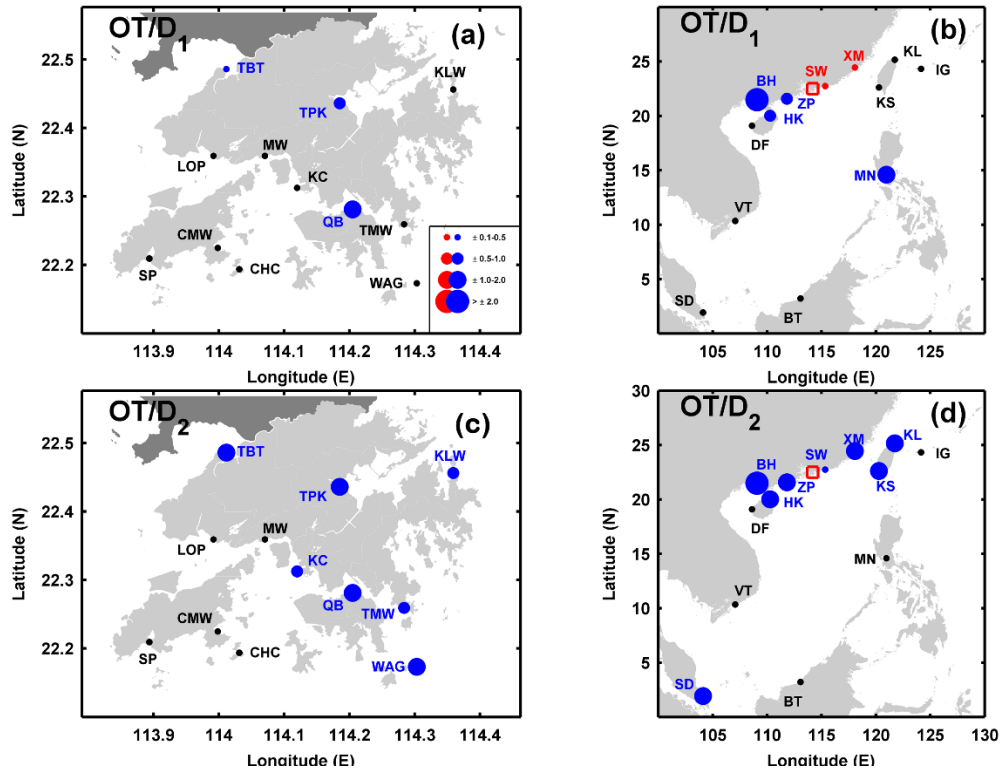 OT/D1
(a)
22.5
22.4
22.3
22.2
Latitude (N)
TBT
KLW
TPK
MW
LOP
KC
QB
TMW
CMW
SP
CHC
WAG
± 0.1-0.5
± 0.5-1.0
± 1.0-2.0
> ± 2.0
113.9 114 114.1 114.2 114.3 114.4
Longitude (E)
OT/D1
(b)
30
25
20
15
10
5
Latitude (N)
XM
KL
SW
IG
BH
ZP
KS
HK
DF
MN
VT
SD
BT
105 110 115 120 125
Longitude (E)
OT/D2
(c)
22.5
22.4
22.3
22.2
Latitude (N)
TBT
KLW
TPK
MW
LOP
KC
QB
TMW
CMW
SP
CHC
WAG
113.9 114 114.1 114.2 114.3 114.4
Longitude (E)
OT/D2
(d)
30
25
20
15
10
5
Latitude (N)
XM
KL
SW
IG
BH
ZP
KS
HK
DF
MN
VT
SD
BT
105 110 115 120 125 130
Longitude (E)